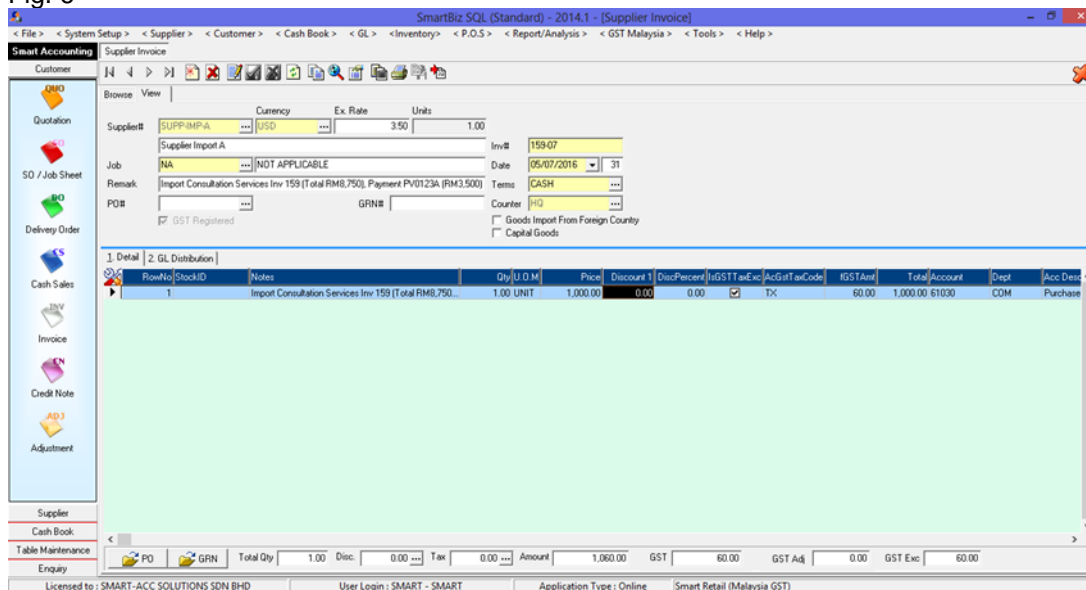 Fig. 3
SmartBiz SQL (Standard) - 2014.1 - [Supplier Invoice]
< File > < System Setup > < Supplier > < Customer > < Cash Book > < GL > <Inventory> < P.O.S > < Report/Analysis > < GST Malaysia > < Tools > < Help >
Smart Accounting
Supplier Invoice
Customer
QUO
Quotation
SO
SO / Job Sheet
DO
Delivery Order
CS
Cash Sales
INV
Invoice
CN
Credit Note
ADJ
Adjustment
Supplier
Cash Book
Table Maintenance
Enquiry
Browse View
Currency Ex. Rate Units
Supplier# SUPP-IMP-A ... USD ... 3.50 1.00
Supplier Import A Inv# 159-07
Job NA ... NOT APPLICABLE Date 05/07/2016 31
Remark Import Consultation Services Inv 159 (Total RM8,750), Payment PV0123A (RM3,500) Terms CASH ...
PO# ... GRN# Counter HQ ...
GST Registered Goods Import From Foreign Country
Capital Goods
1. Detail 2. GL Distribution
RowNo StockID Notes Qty U.O.M Price Discount 1 DiscPercent IsGSTTaxExc AcGstTaxCode fGSTAmt Total Account Dept Acc Desc
1 Import Consultation Services Inv 159 (Total RM8,750... 1.00 UNIT 1,000.00 0.00 0.00 TX 60.00 1,000.00 61030 COM Purchase
PO GRN Total Qty 1.00 Disc. 0.00 ... Tax 0.00 ... Amount 1,060.00 GST 60.00 GST Adj 0.00 GST Exc 60.00
Licensed to : SMART-ACC SOLUTIONS SDN BHD User Login : SMART - SMART Application Type : Online Smart Retail (Malaysia GST)